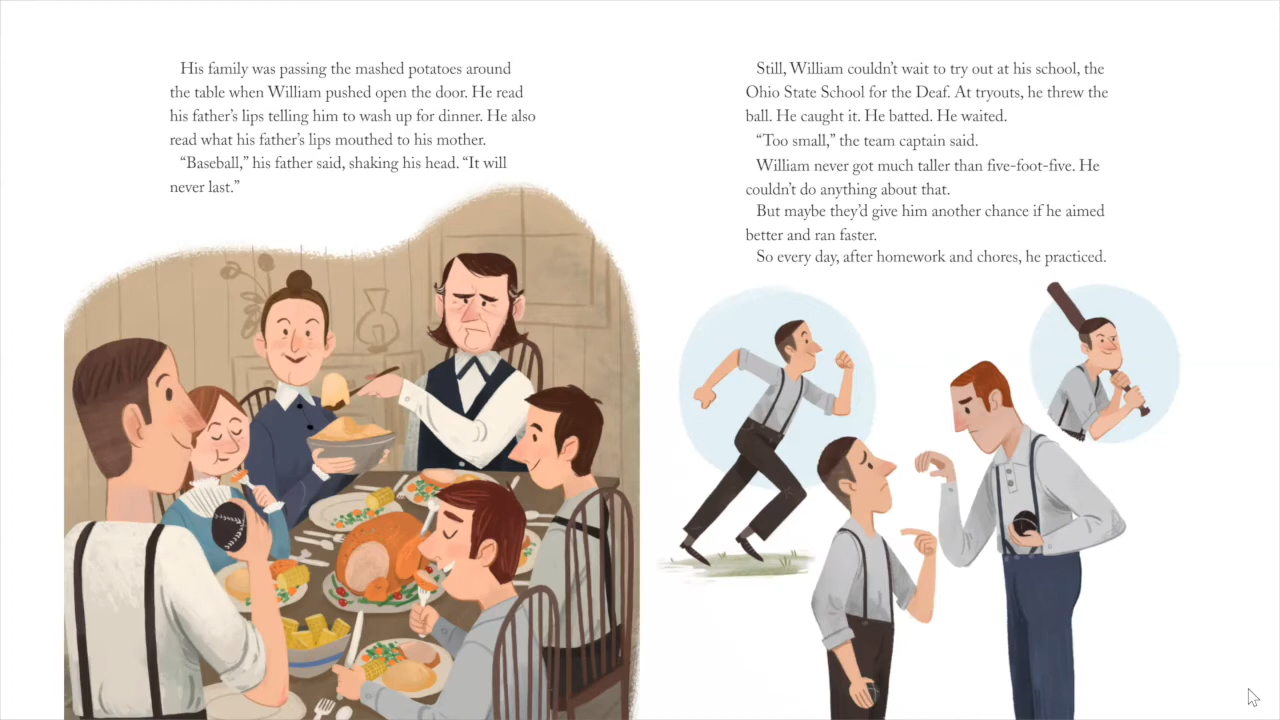 His family was passing the mashed potatoes around
the table when William pushed open the door. He read
his father’s lips telling him to wash up for dinner. He also
read what his father’s lips mouthed to his mother.
“Baseball,” his father said, shaking his head. “It will
never last.”
Still, William couldn’t wait to try out at his school, the
Ohio State School for the Deaf. At tryouts, he threw the
ball. He caught it. He batted. He waited.
“Too small,” the team captain said.
William never got much taller than five-foot-five. He
couldn’t do anything about that.
But maybe they’d give him another chance if he aimed
better and ran faster.
So every day, after homework and chores, he practiced.